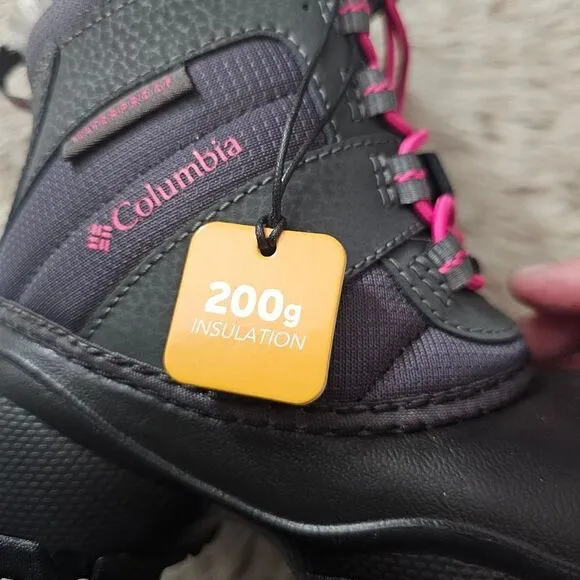 WATERPROOF
Columbia
200g
INSULATION